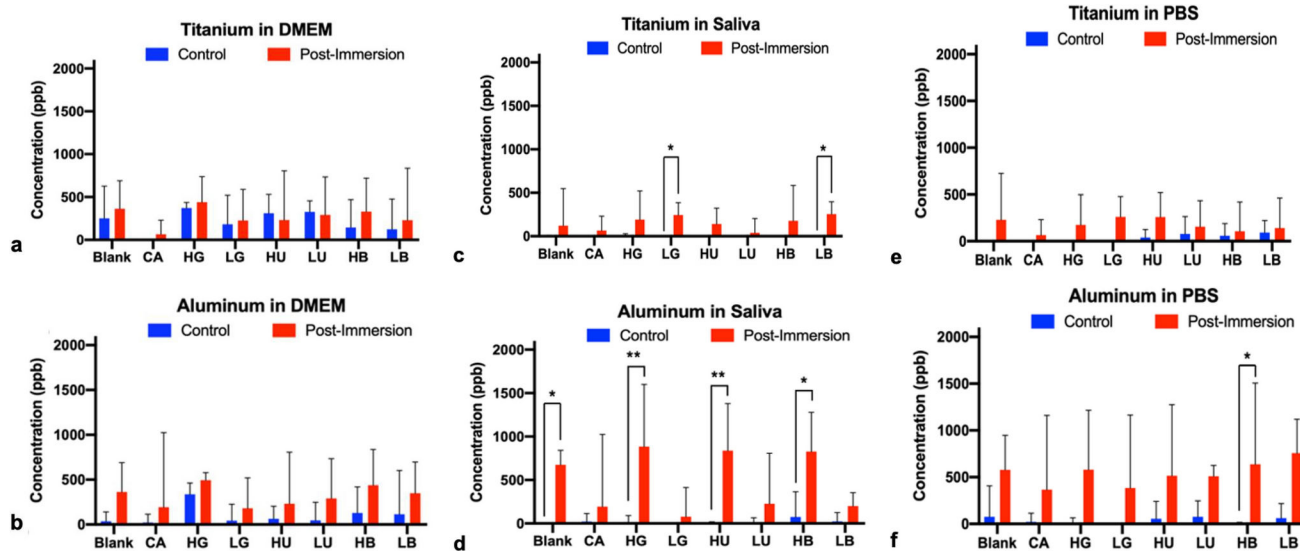 Titanium in DMEM
Control Post-Immersion
Concentration (ppb)
2000
1500
1000
500
0
Blank CA HG LG HU LU HB LB
a
Titanium in Saliva
Control Post-Immersion
Concentration (ppb)
2000
1500
1000
500
0
* *
Blank CA HG LG HU LU HB LB
c
Titanium in PBS
Control Post-Immersion
Concentration (ppb)
2000
1500
1000
500
0
Blank CA HG LG HU LU HB LB
e
Aluminum in DMEM
Control Post-Immersion
Concentration (ppb)
2000
1500
1000
500
0
Blank CA HG LG HU LU HB LB
b
Aluminum in Saliva
Control Post-Immersion
Concentration (ppb)
2000
1500
1000
500
0
* ** ** *
Blank CA HG LG HU LU HB LB
d
Aluminum in PBS
Control Post-Immersion
Concentration (ppb)
2000
1500
1000
500
0
*
Blank CA HG LG HU LU HB LB
f